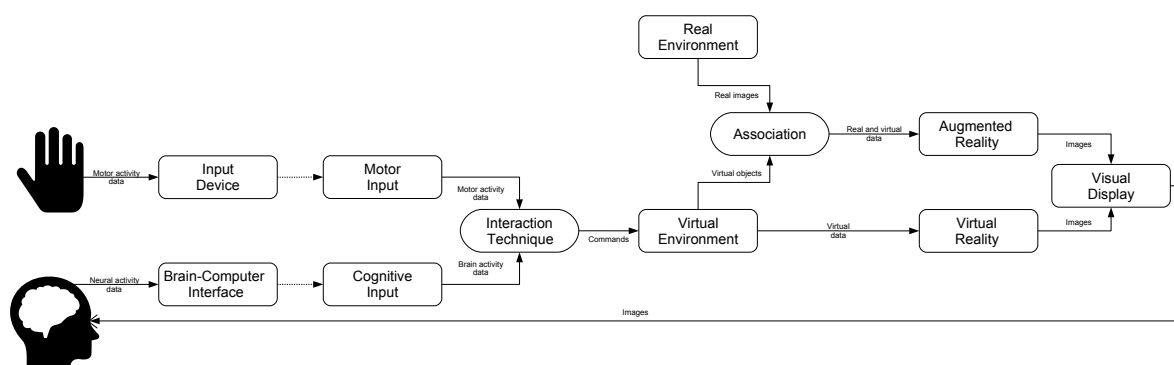 Real
Environment
Real images
Association
Real and virtual
data
Augmented
Reality
Images
Motor activity
data
Input
Device
Motor
Input
Motor activity
data
Virtual objects
Visual
Display
Interaction
Technique
Commands
Virtual
Environment
Virtual
data
Virtual
Reality
Images
Neural activity
data
Brain-Computer
Interface
Cognitive
Input
Brain activity
data
Images